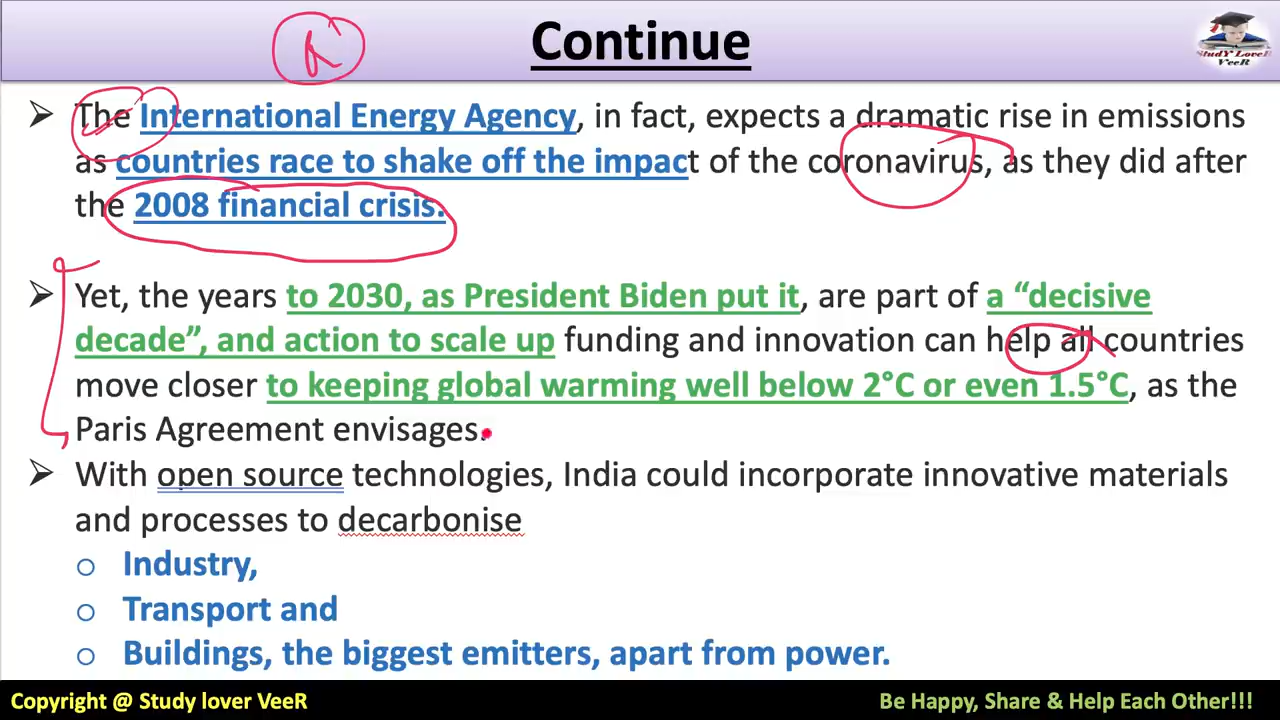 Continue
StudY LoveR
VeeR
➢ The International Energy Agency, in fact, expects a dramatic rise in emissions
as countries race to shake off the impact of the coronavirus, as they did after
the 2008 financial crisis.
➢ Yet, the years to 2030, as President Biden put it, are part of a “decisive
decade”, and action to scale up funding and innovation can help all countries
move closer to keeping global warming well below 2°C or even 1.5°C, as the
Paris Agreement envisages.
➢ With open source technologies, India could incorporate innovative materials
and processes to decarbonise
o Industry,
o Transport and
o Buildings, the biggest emitters, apart from power.
Copyright @ Study lover VeeR
Be Happy, Share & Help Each Other!!!